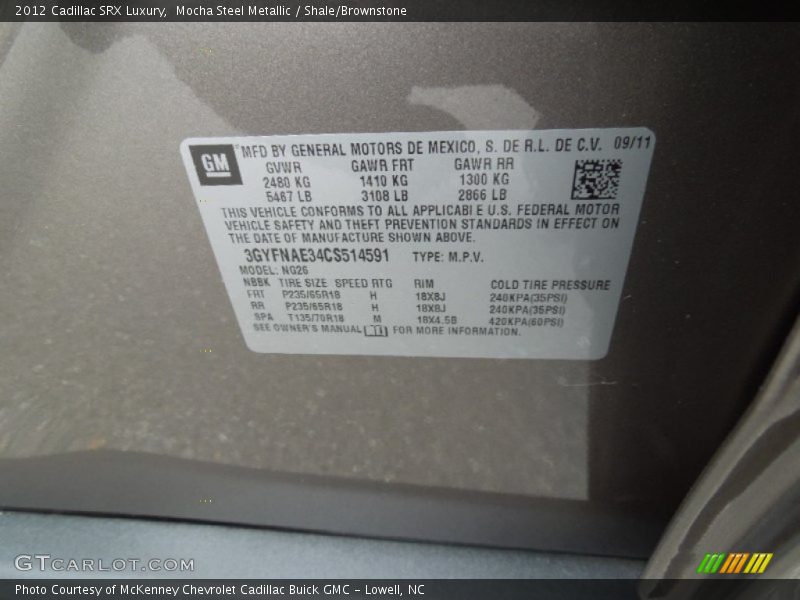 2012 Cadillac SRX Luxury, Mocha Steel Metallic / Shale/Brownstone
GM MFD BY GENERAL MOTORS DE MEXICO, S. DE R.L. DE C.V. 09/11
GVWR GAWR FRT GAWR RR
2480 KG 1410 KG 1300 KG
5467 LB 3108 LB 2866 LB
THIS VEHICLE CONFORMS TO ALL APPLICABLE U.S. FEDERAL MOTOR
VEHICLE SAFETY AND THEFT PREVENTION STANDARDS IN EFFECT ON
THE DATE OF MANUFACTURE SHOWN ABOVE.
3GYFNAE34CS514591 TYPE: M.P.V.
MODEL: NG26
NBBK TIRE SIZE SPEED RTG RIM COLD TIRE PRESSURE
FRT P235/65R18 H 18X8J 240KPA(35PSI)
RR P235/65R18 H 18X8J 240KPA(35PSI)
SPA T135/70R18 M 18X4.5B 420KPA(60PSI)
SEE OWNER'S MANUAL FOR MORE INFORMATION.
GTCARLOT.COM
Photo Courtesy of McKenney Chevrolet Cadillac Buick GMC - Lowell, NC